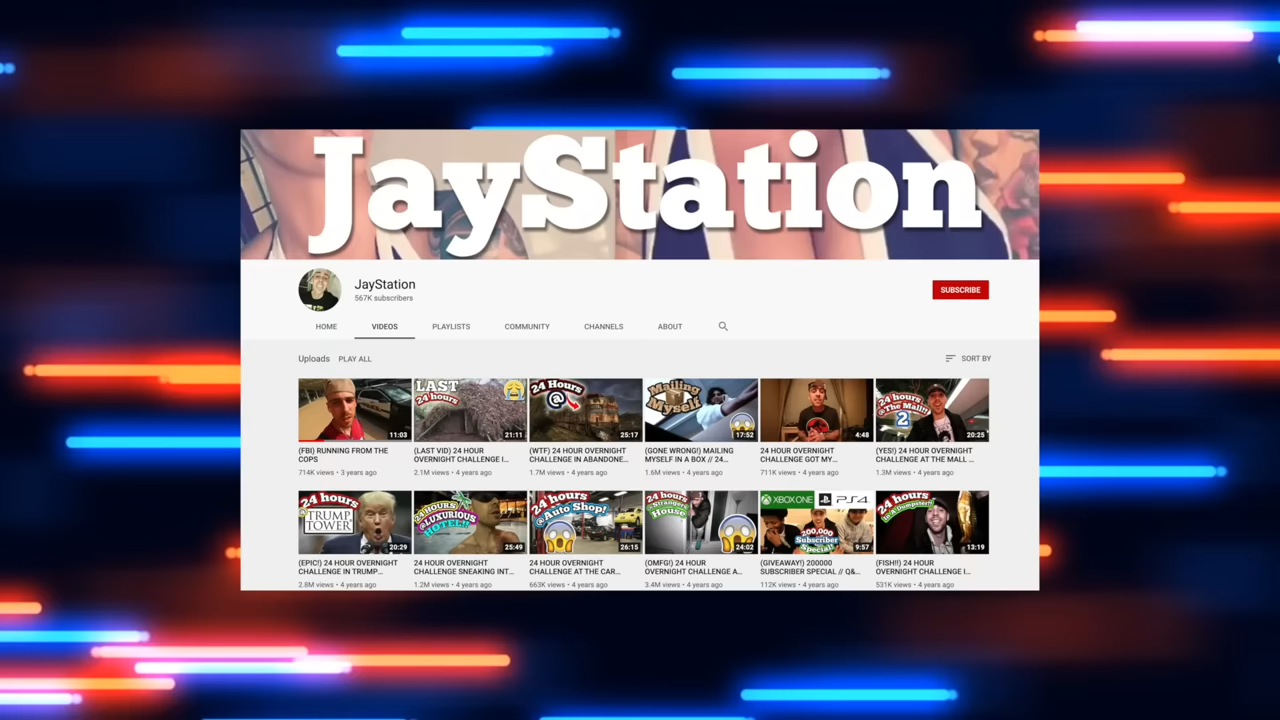 JayStation
JayStation
567K subscribers
SUBSCRIBE
HOME VIDEOS PLAYLISTS COMMUNITY CHANNELS ABOUT
Uploads PLAY ALL SORT BY
11:03
LAST
24 hours
21:11
24 Hours
@
25:17
Mailing
Myself
17:52
4:48
24 hours
@The Mall!
2
20:25
(FBI) RUNNING FROM THE
COPS
714K views • 3 years ago
(LAST VID) 24 HOUR
OVERNIGHT CHALLENGE I...
2.1M views • 4 years ago
(WTF) 24 HOUR OVERNIGHT
CHALLENGE IN ABANDONE...
1.7M views • 4 years ago
(GONE WRONG!) MAILING
MYSELF IN A BOX // 24...
1.6M views • 4 years ago
24 HOUR OVERNIGHT
CHALLENGE GOT MY...
711K views • 4 years ago
(YES!) 24 HOUR OVERNIGHT
CHALLENGE AT THE MALL ...
1.3M views • 4 years ago
24 hours
@
TRUMP
TOWER
20:29
24 HOURS
@LUXURIOUS
HOTEL!
25:49
24 hours
@Auto Shop!
26:15
24 hours
@Strangers
House
24:02
XBOX ONE PS4
200,000
Subscriber
Special!
9:57
24 hours
In A Dumpster!!
13:19
(EPIC!) 24 HOUR OVERNIGHT
CHALLENGE IN TRUMP...
2.8M views • 4 years ago
24 HOUR OVERNIGHT
CHALLENGE SNEAKING INT...
1.2M views • 4 years ago
24 HOUR OVERNIGHT
CHALLENGE AT THE CAR...
663K views • 4 years ago
(OMFG!) 24 HOUR
OVERNIGHT CHALLENGE A...
3.4M views • 4 years ago
(GIVEAWAY!) 200000
SUBSCRIBER SPECIAL // Q&...
112K views • 4 years ago
(FISH!!) 24 HOUR
OVERNIGHT CHALLENGE I...
531K views • 4 years ago